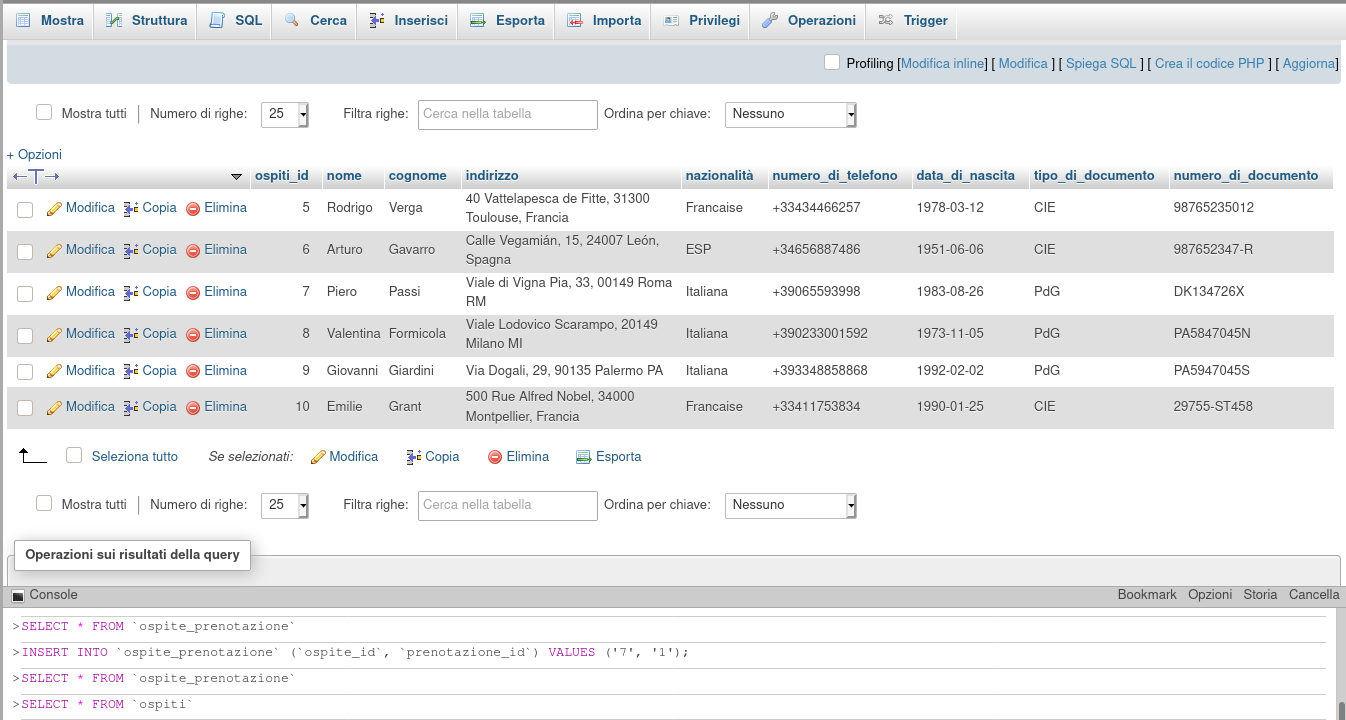 Mostra Struttura SQL Cerca Inserisci Esporta Importa Privilegi Operazioni Trigger
Profiling [Modifica inline] [ Modifica ] [ Spiega SQL ] [ Crea il codice PHP ] [ Aggiorna]
Mostra tutti | Numero di righe: 25 Filtra righe: Cerca nella tabella Ordina per chiave: Nessuno
+ Opzioni
←T→ ospiti_id nome cognome indirizzo nazionalità numero_di_telefono data_di_nascita tipo_di_documento numero_di_documento
Modifica Copia Elimina 5 Rodrigo Verga 40 Vattelapesca de Fitte, 31300 Francaise +33434466257 1978-03-12 CIE 98765235012
Toulouse, Francia
Modifica Copia Elimina 6 Arturo Gavarro Calle Vegamián, 15, 24007 León, ESP +34656887486 1951-06-06 CIE 987652347-R
Spagna
Modifica Copia Elimina 7 Piero Passi Viale di Vigna Pia, 33, 00149 Roma Italiana +39065593998 1983-08-26 PdG DK134726X
RM
Modifica Copia Elimina 8 Valentina Formicola Viale Lodovico Scarampo, 20149 Italiana +390233001592 1973-11-05 PdG PA5847045N
Milano MI
Modifica Copia Elimina 9 Giovanni Giardini Via Dogali, 29, 90135 Palermo PA Italiana +393348858868 1992-02-02 PdG PA5947045S
Modifica Copia Elimina 10 Emilie Grant 500 Rue Alfred Nobel, 34000 Francaise +33411753834 1990-01-25 CIE 29755-ST458
Montpellier, Francia
Seleziona tutto Se selezionati: Modifica Copia Elimina Esporta
Mostra tutti | Numero di righe: 25 Filtra righe: Cerca nella tabella Ordina per chiave: Nessuno
Operazioni sui risultati della query
Console Bookmark Opzioni Storia Cancella
>SELECT * FROM `ospite_prenotazione`
>INSERT INTO `ospite_prenotazione` (`ospite_id`, `prenotazione_id`) VALUES ('7', '1');
>SELECT * FROM `ospite_prenotazione`
>SELECT * FROM `ospiti`